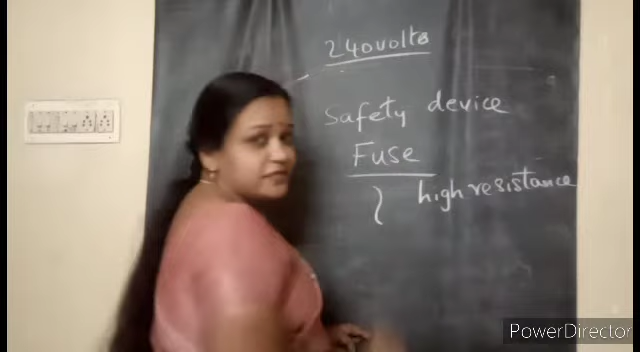 240volts
Safety device
Fuse
high resistance
PowerDirector